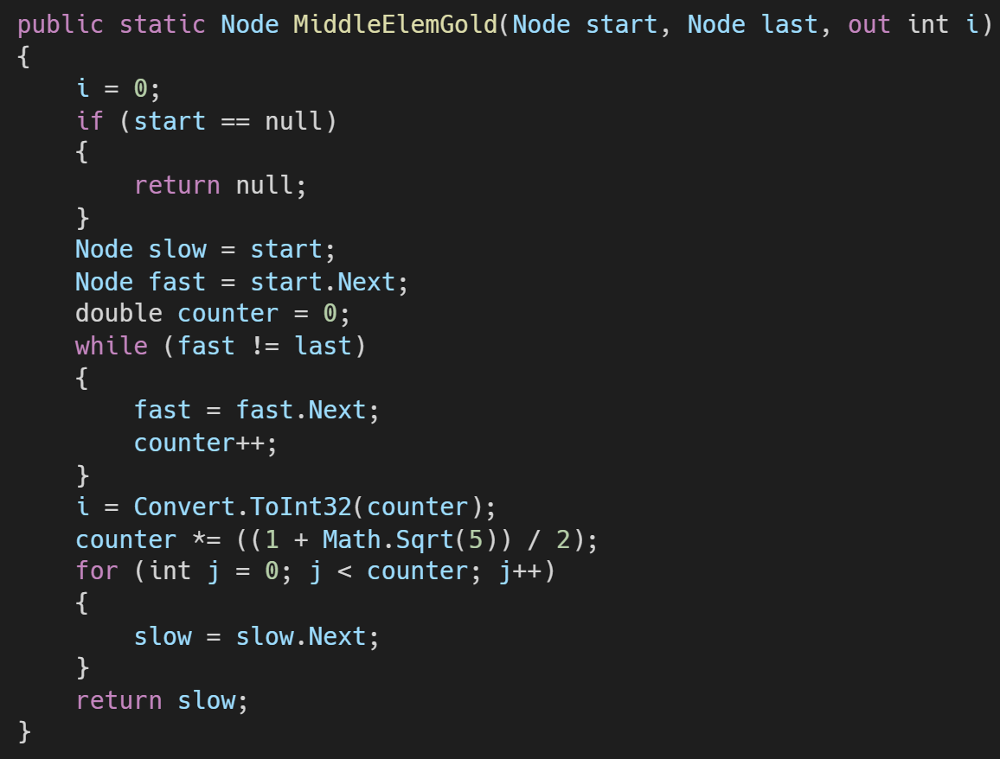 public static Node MiddleElemGold(Node start, Node last, out int i)
{
    i = 0;
    if (start == null)
    {
        return null;
    }
    Node slow = start;
    Node fast = start.Next;
    double counter = 0;
    while (fast != last)
    {
        fast = fast.Next;
        counter++;
    }
    i = Convert.ToInt32(counter);
    counter *= ((1 + Math.Sqrt(5)) / 2);
    for (int j = 0; j < counter; j++)
    {
        slow = slow.Next;
    }
    return slow;
}